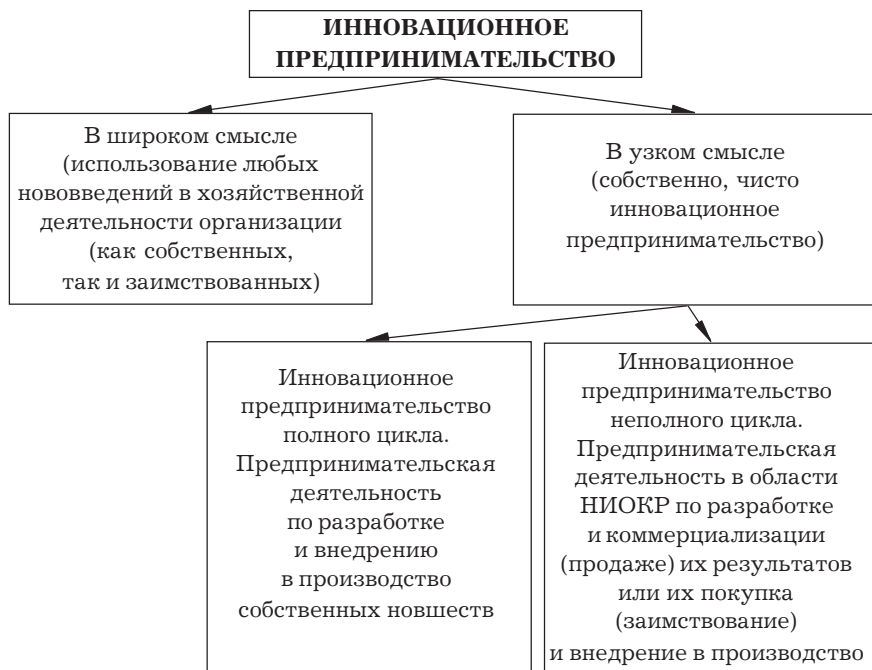 ИННОВАЦИОННОЕ
ПРЕДПРИНИМАТЕЛЬСТВО
В широком смысле
(использование любых
нововведений в хозяйственной
деятельности организации
(как собственных,
так и заимствованных)
В узком смысле
(собственно, чисто
инновационное
предпринимательство)
Инновационное
предпринимательство
полного цикла.
Предпринимательская
деятельность
по разработке
и внедрению
в производство
собственных новшеств
Инновационное
предпринимательство
неполного цикла.
Предпринимательская
деятельность в области
НИОКР по разработке
и коммерциализации
(продаже) их результатов
или их покупка
(заимствование)
и внедрение в производство